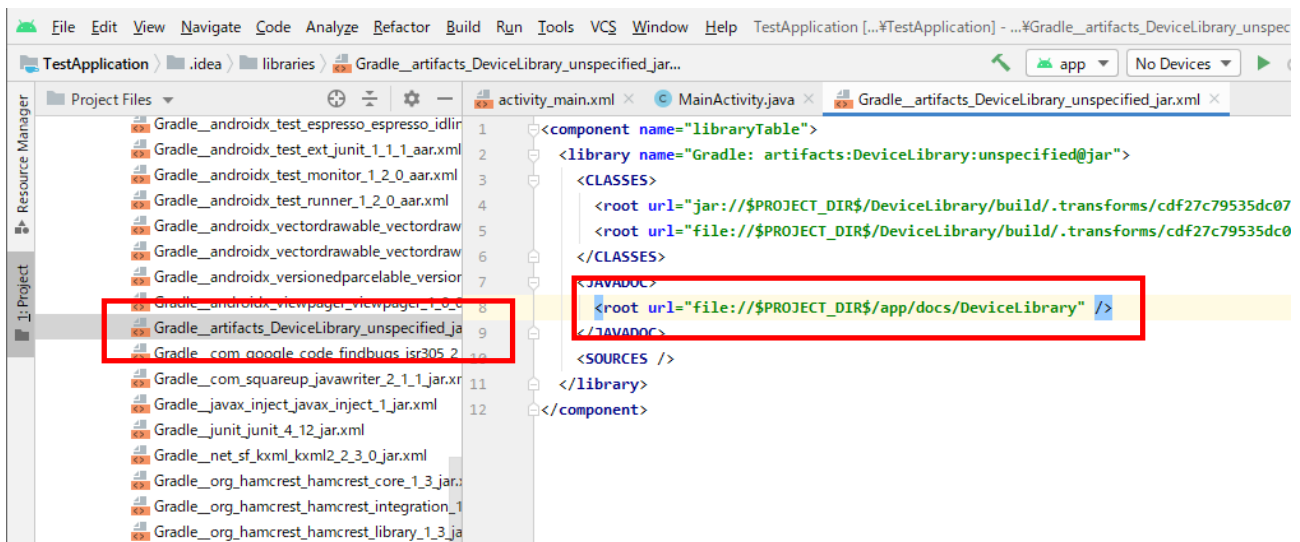 File Edit View Navigate Code Analyze Refactor Build Run Tools VCS Window Help TestApplication [...¥TestApplication] - ...¥Gradle__artifacts_DeviceLibrary_unspec
TestApplication .idea libraries Gradle__artifacts_DeviceLibrary_unspecified_jar... app No Devices
Project Files activity_main.xml MainActivity.java Gradle__artifacts_DeviceLibrary_unspecified_jar.xml
Resource Manager
1: Project
Gradle__androidx_test_espresso_espresso_idlin
Gradle__androidx_test_ext_junit_1_1_1_aar.xml
Gradle__androidx_test_monitor_1_2_0_aar.xml
Gradle__androidx_test_runner_1_2_0_aar.xml
Gradle__androidx_vectordrawable_vectordraw
Gradle__androidx_vectordrawable_vectordraw
Gradle__androidx_versionedparcelable_version
Gradle__androidx_viewpager_viewpager_1_0_0
Gradle__artifacts_DeviceLibrary_unspecified_ja
Gradle__com_google_code_findbugs_jsr305_2
Gradle__com_squareup_javawriter_2_1_1_jar.xr
Gradle__javax_inject_javax_inject_1_jar.xml
Gradle__junit_junit_4_12_jar.xml
Gradle__net_sf_kxml_kxml2_2_3_0_jar.xml
Gradle__org_hamcrest_hamcrest_core_1_3_jar.
Gradle__org_hamcrest_hamcrest_integration_1
Gradle__org_hamcrest_hamcrest_library_1_3_ja
1 <component name="libraryTable">
2 <library name="Gradle: artifacts:DeviceLibrary:unspecified@jar">
3 <CLASSES>
4 <root url="jar://$PROJECT_DIR$/DeviceLibrary/build/.transforms/cdf27c79535dc07
5 <root url="file://$PROJECT_DIR$/DeviceLibrary/build/.transforms/cdf27c79535dc0
6 </CLASSES>
7 <JAVADOC>
8 <root url="file://$PROJECT_DIR$/app/docs/DeviceLibrary" />
9 </JAVADOC>
10 <SOURCES />
11 </library>
12 </component>